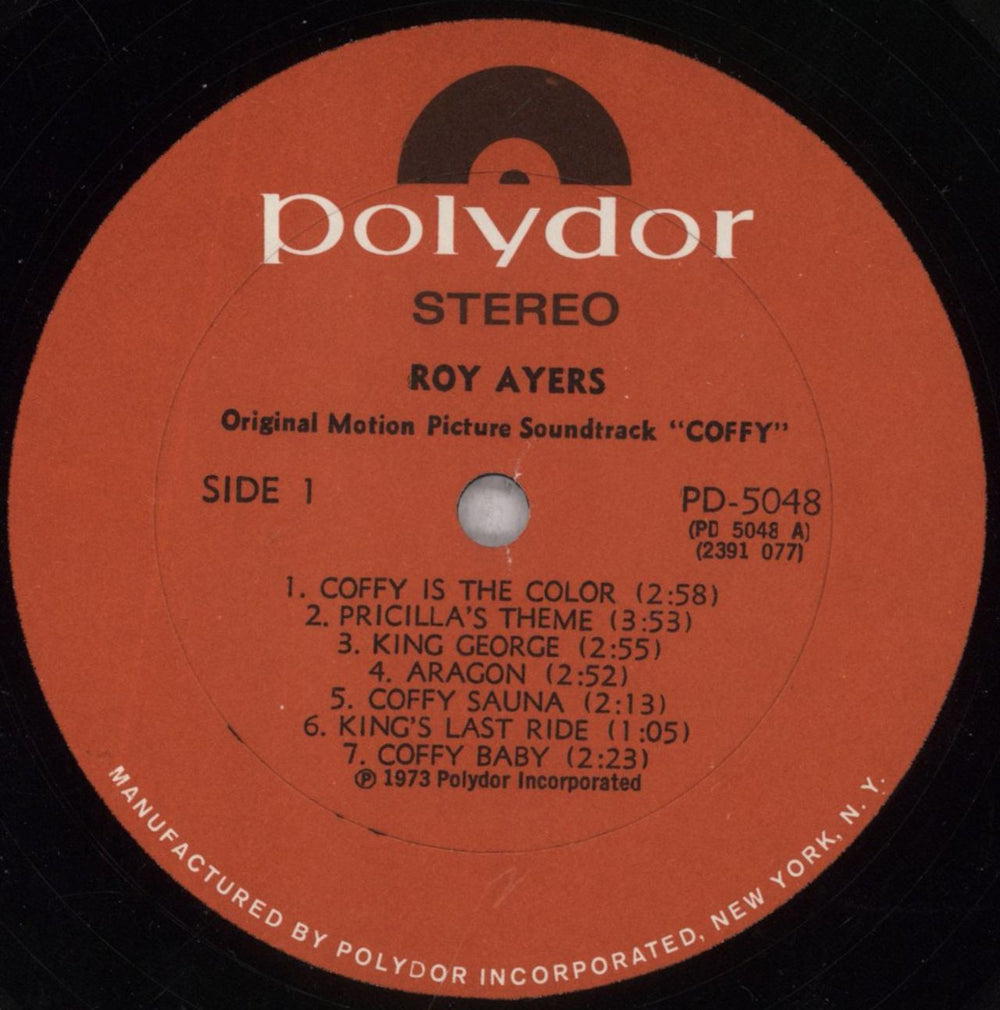 polydor
STEREO
ROY AYERS
Original Motion Picture Soundtrack "COFFY"
SIDE 1
PD-5048
(PD 5048 A)
(2391 077)
1. COFFY IS THE COLOR (2:58)
2. PRICILLA'S THEME (3:53)
3. KING GEORGE (2:55)
4. ARAGON (2:52)
5. COFFY SAUNA (2:13)
6. KING'S LAST RIDE (1:05)
7. COFFY BABY (2:23)
℗ 1973 Polydor Incorporated
MANUFACTURED BY POLYDOR INCORPORATED, NEW YORK, N. Y.